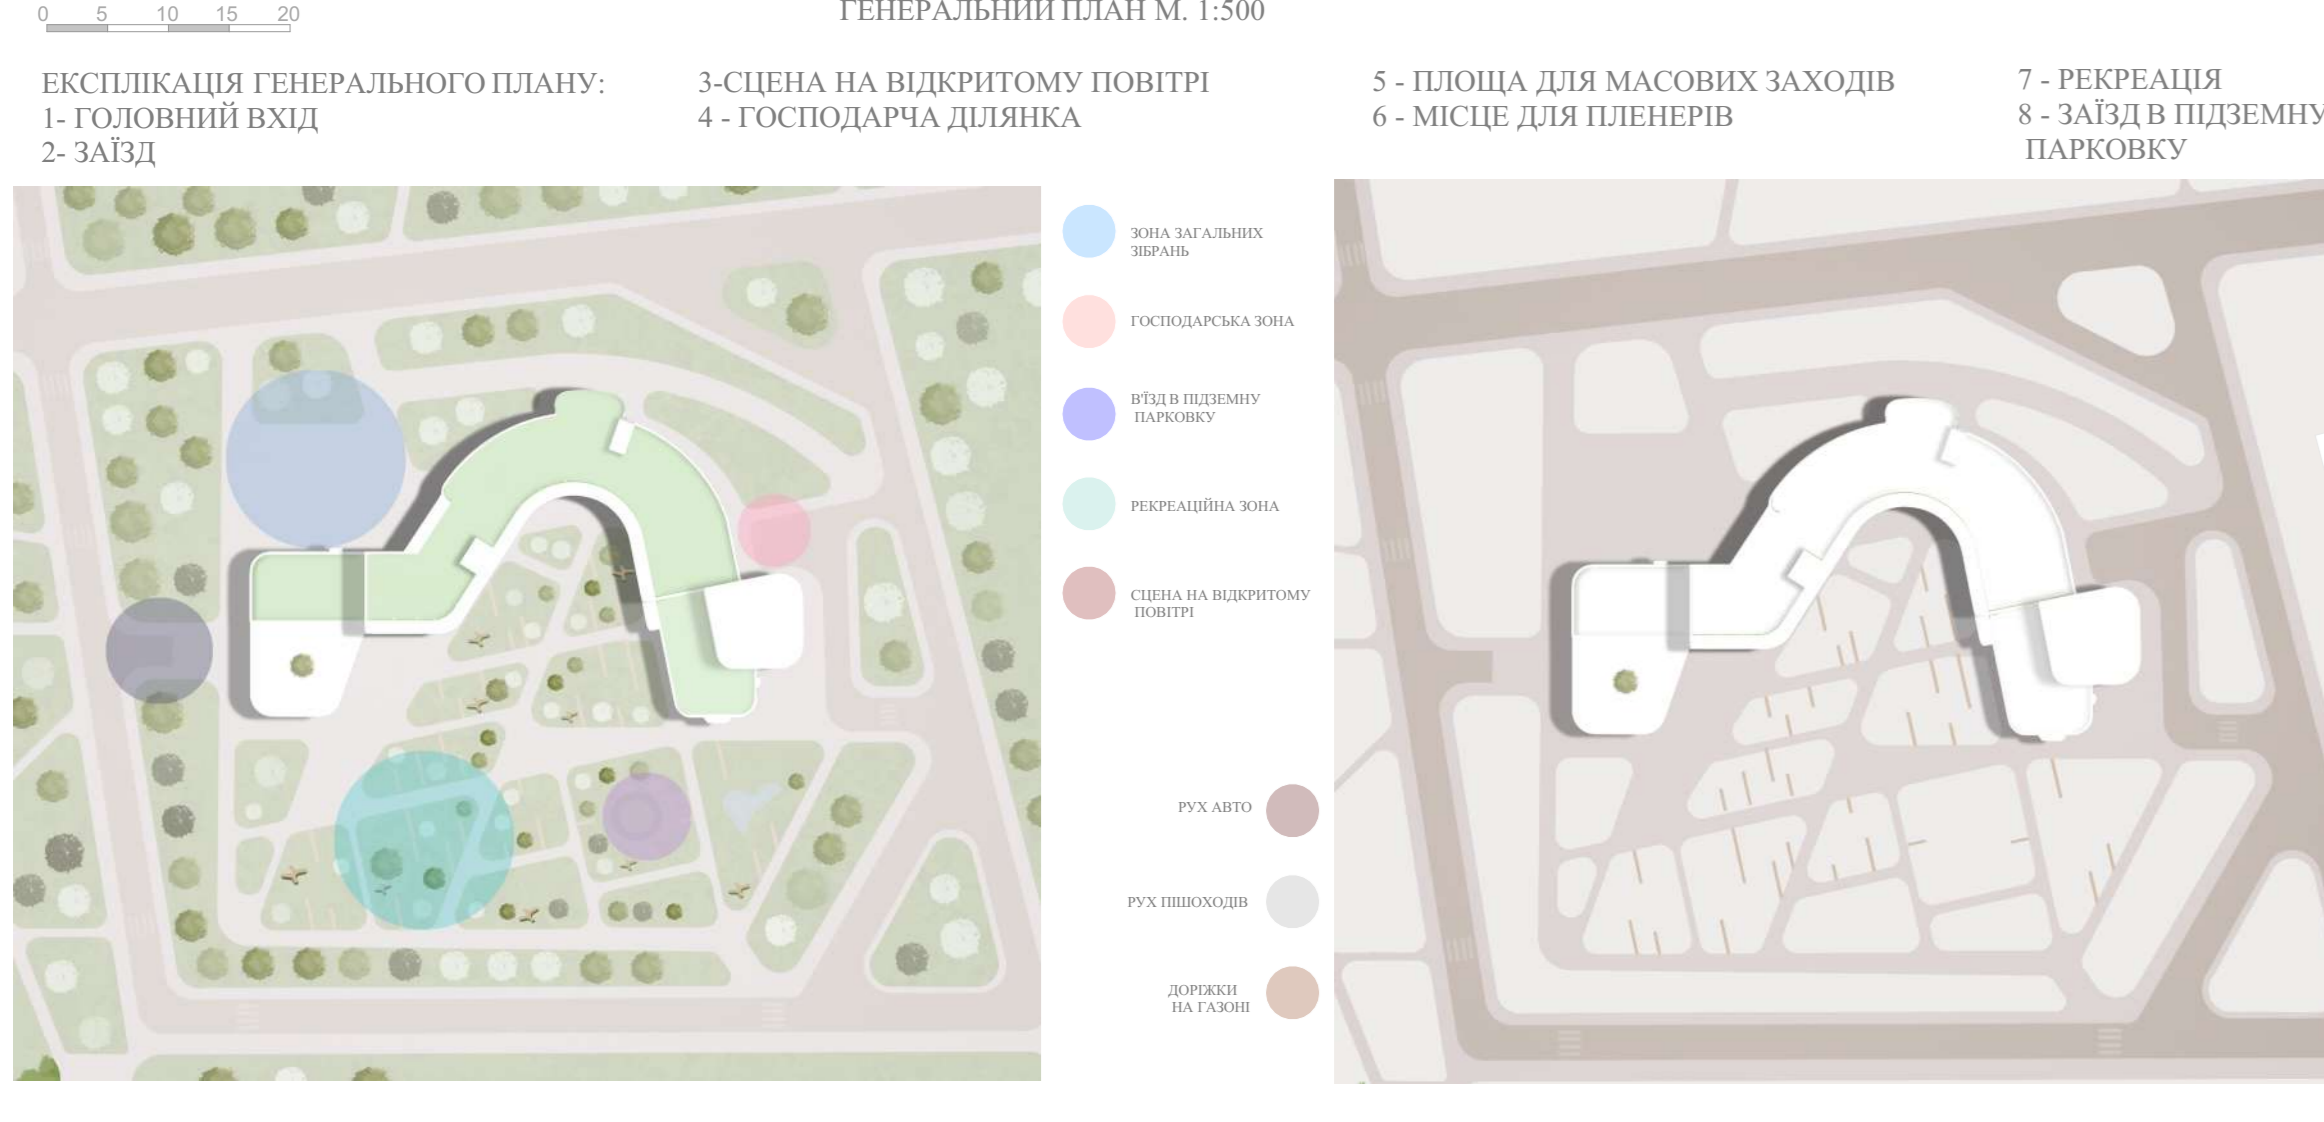 0 5 10 15 20
ГЕНЕРАЛЬНИЙ ПЛАН М. 1:500
ЕКСПЛІКАЦІЯ ГЕНЕРАЛЬНОГО ПЛАНУ:
1- ГОЛОВНИЙ ВХІД
2- ЗАЇЗД
3-СЦЕНА НА ВІДКРИТОМУ ПОВІТРІ
4 - ГОСПОДАРЧА ДІЛЯНКА
5 - ПЛОЩА ДЛЯ МАСОВИХ ЗАХОДІВ
6 - МІСЦЕ ДЛЯ ПЛЕНЕРІВ
7 - РЕКРЕАЦІЯ
8 - ЗАЇЗД В ПІДЗЕМНУ
ПАРКОВКУ
ЗОНА ЗАГАЛЬНИХ
ЗІБРАНЬ
ГОСПОДАРСЬКА ЗОНА
В'ЇЗД В ПІДЗЕМНУ
ПАРКОВКУ
РЕКРЕАЦІЙНА ЗОНА
СЦЕНА НА ВІДКРИТОМУ
ПОВІТРІ
РУХ АВТО
РУХ ПІШОХОДІВ
ДОРІЖКИ
НА ГАЗОНІ